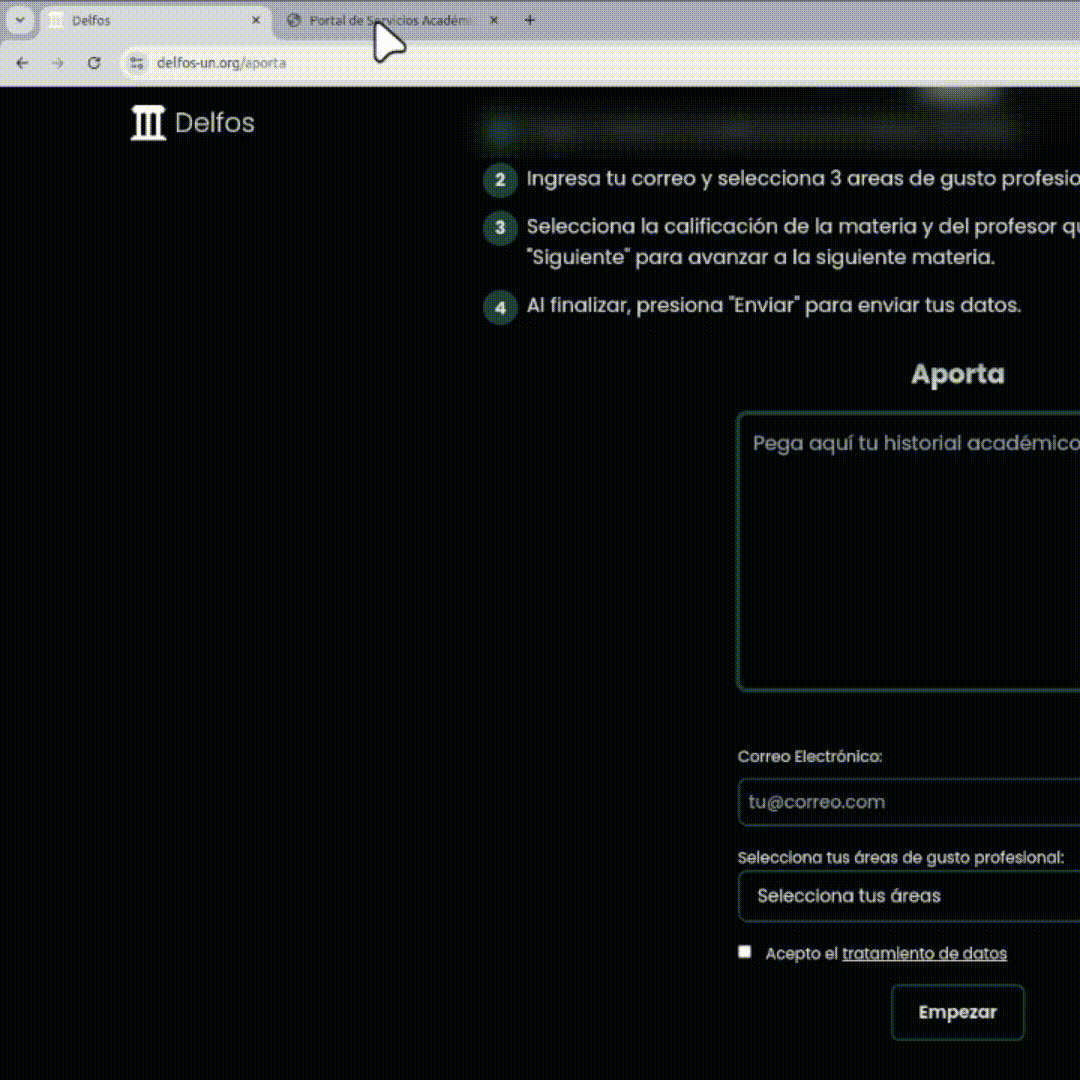 Delfos
Portal de Servicios Académ
delfos-un.org/aporta
Delfos
2 Ingresa tu correo y selecciona 3 areas de gusto profesio
3 Selecciona la calificación de la materia y del profesor qu
"Siguiente" para avanzar a la siguiente materia.
4 Al finalizar, presiona "Enviar" para enviar tus datos.
Aporta
Pega aquí tu historial académico
Correo Electrónico:
tu@correo.com
Selecciona tus áreas de gusto profesional:
Selecciona tus áreas
Acepto el tratamiento de datos
Empezar